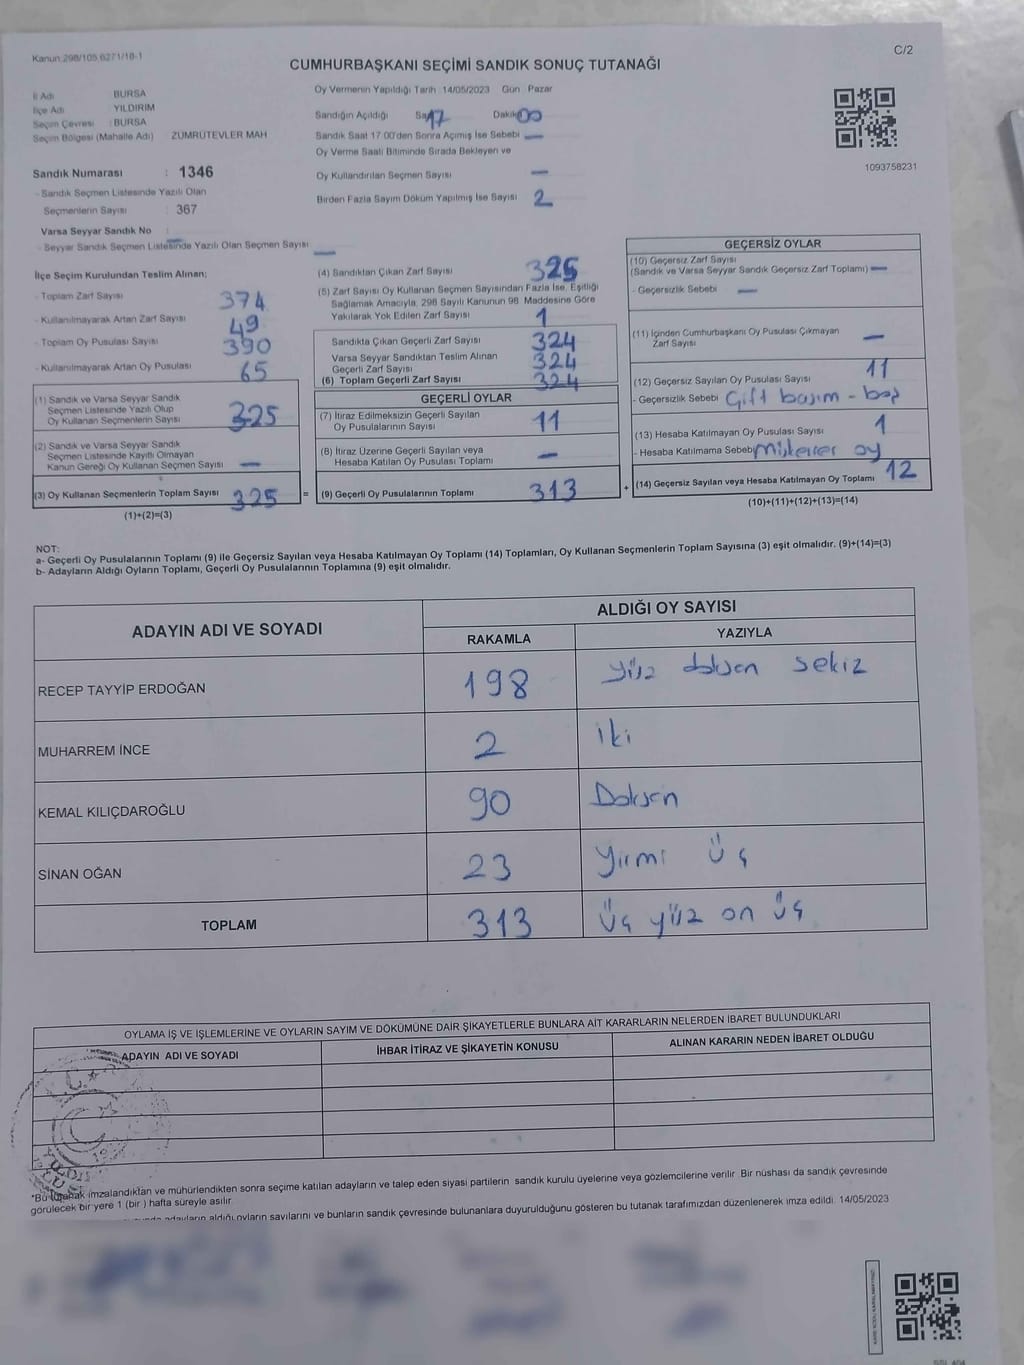 Kanun:298/105,6271/18-1
C/2
CUMHURBAŞKANI SEÇİMİ SANDIK SONUÇ TUTANAĞI
İl Adı : BURSA
İlçe Adı : YILDIRIM
Seçim Çevresi : BURSA
Seçim Bölgesi (Mahalle Adı) : ZÜMRÜTEVLER MAH
Oy Vermenin Yapıldığı Tarih :14/05/2023 Gün : Pazar
Sandığın Açıldığı Saat 17 Dakika 00
Sandık Saat 17:00'den Sonra Açımış İse Sebebi —
Oy Verme Saati Bitiminde Sırada Bekleyen ve
Oy Kullandırılan Seçmen Sayısı —
Birden Fazla Sayım Döküm Yapılmış İse Sayısı 2
1093758231
Sandık Numarası : 1346
- Sandık Seçmen Listesinde Yazılı Olan
Seçmenlerin Sayısı : 367
Varsa Seyyar Sandık No : —
- Seyyar Sandık Seçmen Listesinde Yazılı Olan Seçmen Sayısı : —
İlçe Seçim Kurulundan Teslim Alınan;
- Toplam Zarf Sayısı 374
- Kullanılmayarak Artan Zarf Sayısı 49
- Toplam Oy Pusulası Sayısı 390
- Kullanılmayarak Artan Oy Pusulası 65
(1) Sandık ve Varsa Seyyar Sandık
Seçmen Listesinde Yazılı Olup
Oy Kullanan Seçmenlerin Sayısı 325
(2) Sandık ve Varsa Seyyar Sandık
Seçmen Listesinde Kayıtlı Olmayan
Kanun Gereği Oy Kullanan Seçmen Sayısı —
(3) Oy Kullanan Seçmenlerin Toplam Sayısı 325
(1)+(2)=(3)
(4) Sandıktan Çıkan Zarf Sayısı 325
(5) Zarf Sayısı Oy Kullanan Seçmen Sayısından Fazla İse, Eşitliği
Sağlamak Amacıyla, 298 Sayılı Kanunun 98. Maddesine Göre
Yakılarak Yok Edilen Zarf Sayısı 1
Sandıkta Çıkan Geçerli Zarf Sayısı 324
Varsa Seyyar Sandıktan Teslim Alınan
Geçerli Zarf Sayısı 324
(6) Toplam Geçerli Zarf Sayısı 324
GEÇERLİ OYLAR
(7) İtiraz Edilmeksizin Geçerli Sayılan
Oy Pusulalarının Sayısı 11
(8) İtiraz Üzerine Geçerli Sayılan veya
Hesaba Katılan Oy Pusulası Toplamı —
= (9) Geçerli Oy Pusulalarının Toplamı 313
GEÇERSİZ OYLAR
(10) Geçersiz Zarf Sayısı
(Sandık ve Varsa Seyyar Sandık Geçersiz Zarf Toplamı) —
- Geçersizlik Sebebi —
(11) İçinden Cumhurbaşkanı Oy Pusulası Çıkmayan
Zarf Sayısı —
(12) Geçersiz Sayılan Oy Pusulası Sayısı 11
- Geçersizlik Sebebi Çift basım - boş
(13) Hesaba Katılmayan Oy Pusulası Sayısı 1
- Hesaba Katılmama Sebebi oy
+ (14) Geçersiz Sayılan veya Hesaba Katılmayan Oy Toplamı 12
(10)+(11)+(12)+(13)=(14)
NOT:
a- Geçerli Oy Pusulalarının Toplamı (9) ile Geçersiz Sayılan veya Hesaba Katılmayan Oy Toplamı (14) Toplamları, Oy Kullanan Seçmenlerin Toplam Sayısına (3) eşit olmalıdır. (9)+(14)=(3)
b- Adayların Aldığı Oyların Toplamı, Geçerli Oy Pusulalarının Toplamına (9) eşit olmalıdır.
ADAYIN ADI VE SOYADI
ALDIĞI OY SAYISI
RAKAMLA YAZIYLA
RECEP TAYYİP ERDOĞAN 198 yüz doksen sekiz
MUHARREM İNCE 2 iki
KEMAL KILIÇDAROĞLU 90 Doksen
SİNAN OĞAN 23 Yirmi Üç
TOPLAM 313 Üç yüz on üç
OYLAMA İŞ VE İŞLEMLERİNE VE OYLARIN SAYIM VE DÖKÜMÜNE DAİR ŞİKAYETLERLE BUNLARA AİT KARARLARIN NELERDEN İBARET BULUNDUKLARI
ADAYIN ADI VE SOYADI İHBAR İTİRAZ VE ŞİKAYETİN KONUSU ALINAN KARARIN NEDEN İBARET OLDUĞU
*Bu tutanak imzalandıktan ve mühürlendikten sonra seçime katılan adayların ve talep eden siyasi partilerin sandık kurulu üyelerine veya gözlemcilerine verilir. Bir nüshası da sandık çevresinde
görülecek bir yere 1 (bir ) hafta süreyle asılır.
adayların aldığı oyların sayılarını ve bunların sandık çevresinde bulunanlara duyurulduğunu gösteren bu tutanak tarafımızdan düzenlenerek imza edildi. 14/05/2023